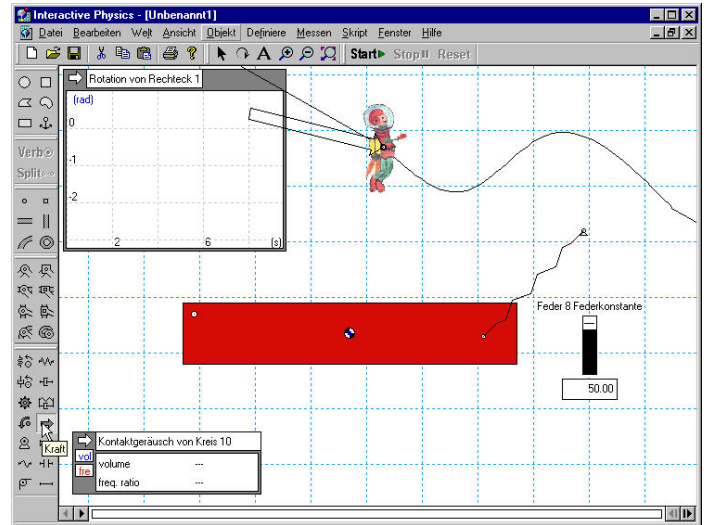 Interactive Physics - [Unbenannt1]
Datei Bearbeiten Welt Ansicht Objekt Definiere Messen Skript Fenster Hilfe
A Start Stop Reset
Rotation von Rechteck 1
(rad)
0
-1
-2
2 6 (s)
Verb
Split
Feder 8 Federkonstante
50.00
Kraft
Kontaktgeräusch von Kreis 10
vol
fre
volume ---
freq. ratio ---